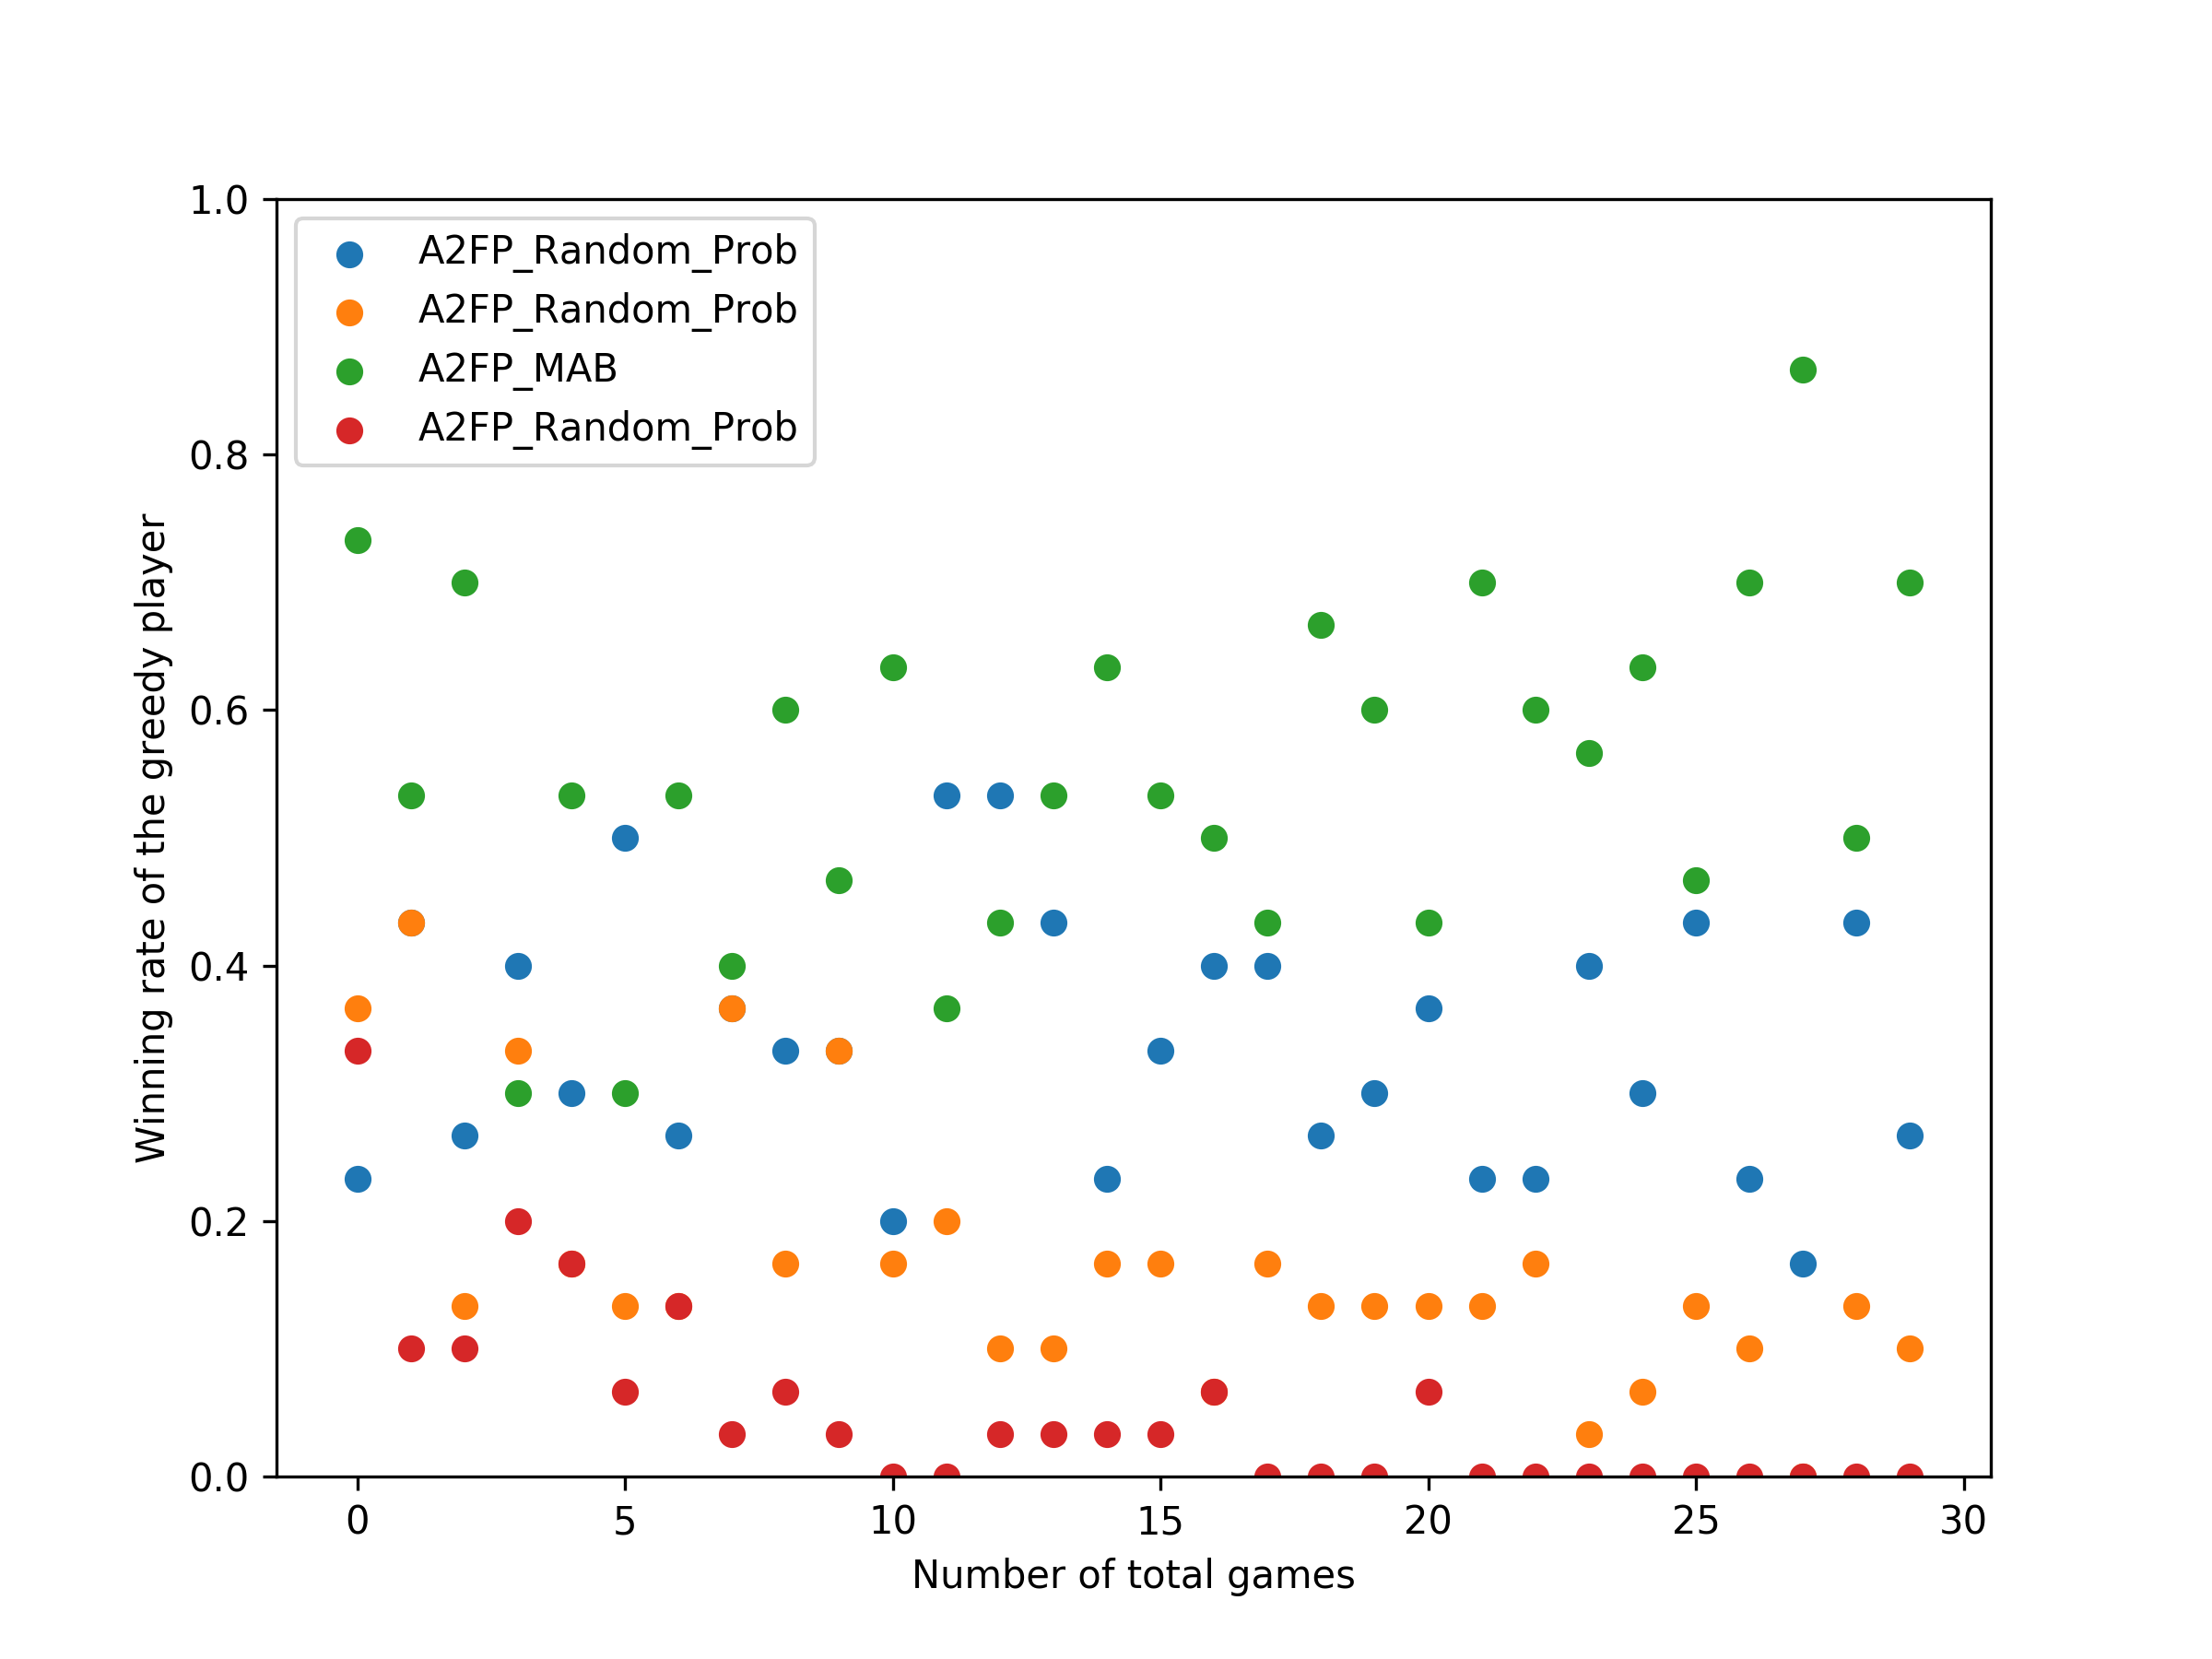 A2FP_Random_Prob
A2FP_Random_Prob
A2FP_MAB
A2FP_Random_Prob
Winning rate of the greedy player
1.0
0.8
0.6
0.4
0.2
0.0
0 5 10 15 20 25 30
Number of total games